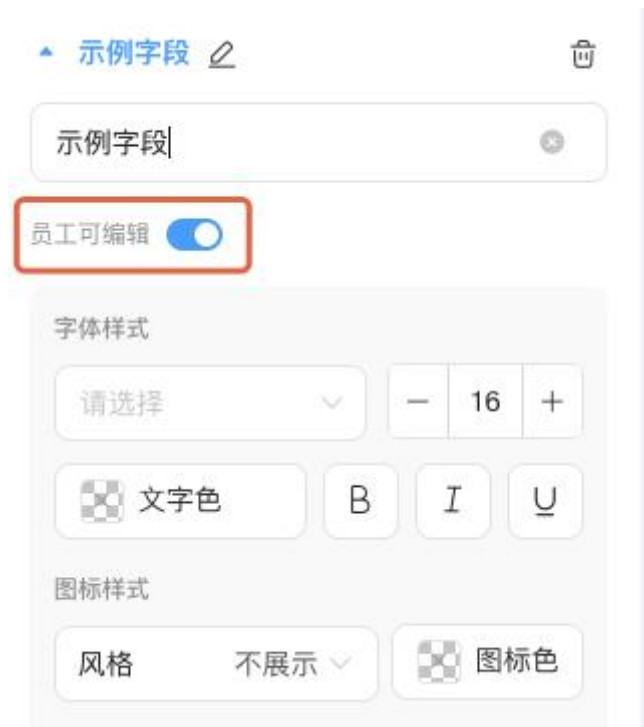 示例字段
示例字段
员工可编辑
字体样式
请选择 — 16 +
文字色 B I U
图标样式
风格 不展示 图标色